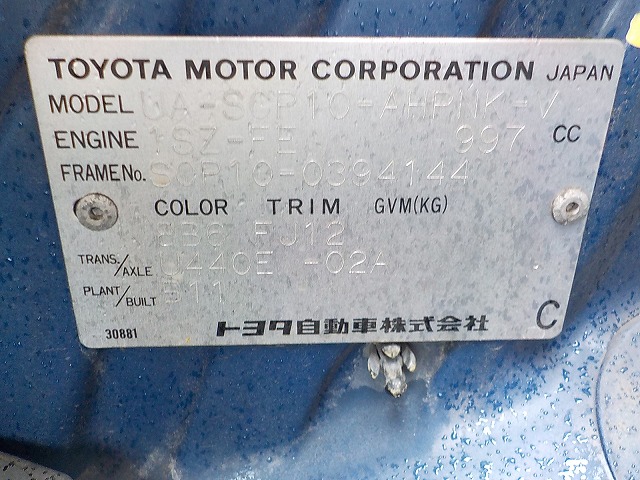 TOYOTA MOTOR CORPORATION JAPAN
MODEL UA-SCP10-AHPNK-V
ENGINE 1SZ-FE 997 CC
FRAME No. SCP10-0394144
COLOR TRIM GVM(KG)
8B6 FJ12
TRANS./AXLE U440E -02A
PLANT/BUILT
30881 トヨタ自動車株式会社 C